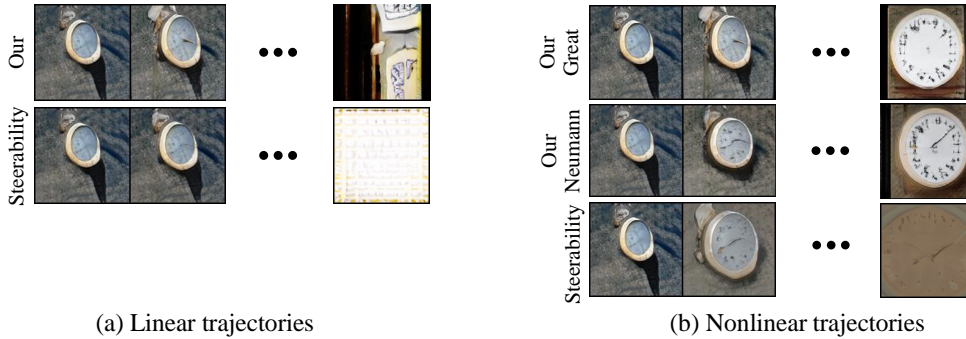 Our
Steerability
(a) Linear trajectories
Our
Great
Our
Neumann
Steerability
(b) Nonlinear trajectories